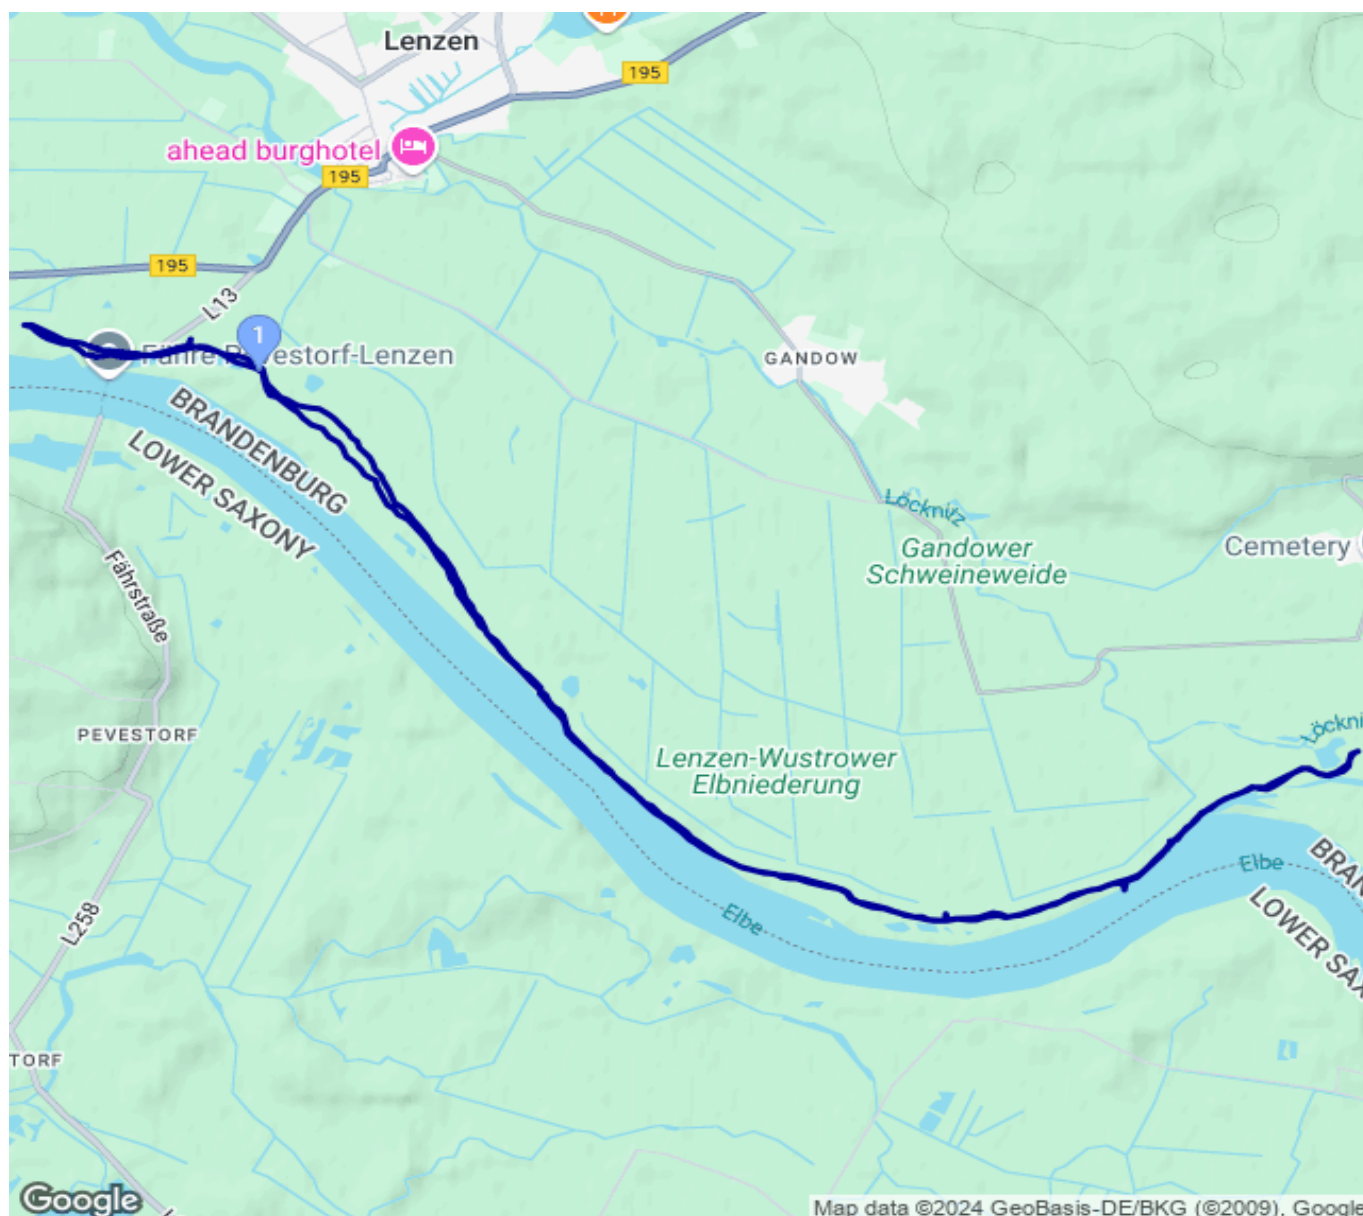 Lenzen
195
ahead burghotel
195
195
L13
1
Fähre Pevestorf-Lenzen
GANDOW
BRANDENBURG
LOWER SAXONY
Löcknitz
Gandower
Schweineweide
Cemetery
Fährstraße
PEVESTORF
Löckni
Lenzen-Wustrower
Elbniederung
BRAN
Elbe
LOWER SAX
Elbe
L258
TORF
Google
Map data ©2024 GeoBasis-DE/BKG (©2009), Google